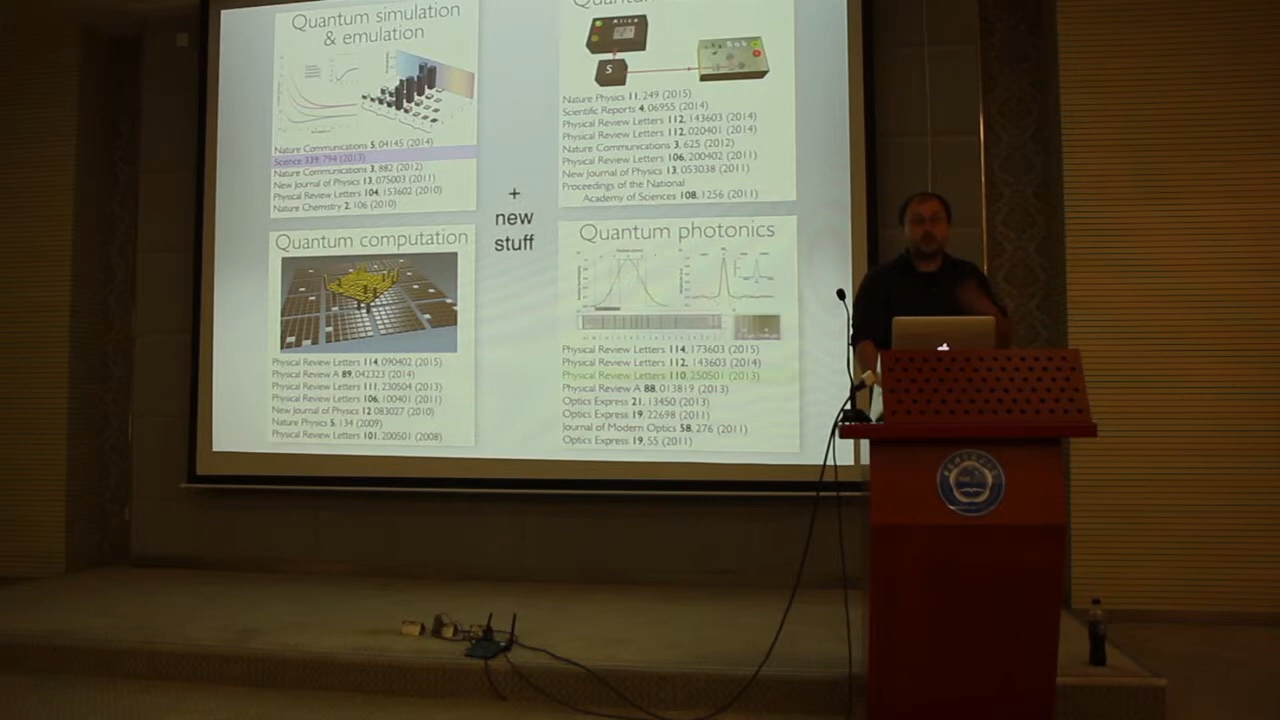 Quantum simulation
& emulation
Nature Communications 5, 04145 (2014)
Science 339, 794 (2013)
Nature Communications 3, 882 (2012)
New Journal of Physics 13, 075003 (2011)
Physical Review Letters 104, 153602 (2010)
Nature Chemistry 2, 106 (2010)
Alice
S
Nature Physics 11, 249 (2015)
Scientific Reports 4, 06955 (2014)
Physical Review Letters 112, 143603 (2014)
Physical Review Letters 112, 020401 (2014)
Nature Communications 3, 625 (2012)
Physical Review Letters 106, 200402 (2011)
New Journal of Physics 13, 053038 (2011)
Proceedings of the National
Academy of Sciences 108, 1256 (2011)
+
new
stuff
Quantum computation
Physical Review Letters 114, 090402 (2015)
Physical Review A 89, 042323 (2014)
Physical Review Letters 111, 230504 (2013)
Physical Review Letters 106, 100401 (2011)
New Journal of Physics 12 083027 (2010)
Nature Physics 5, 134 (2009)
Physical Review Letters 101, 200501 (2008)
Quantum photonics
Physical Review Letters 114, 173603 (2015)
Physical Review Letters 112, 143603 (2014)
Physical Review Letters 110, 250501 (2013)
Physical Review A 88, 013819 (2013)
Optics Express 21, 13450 (2013)
Optics Express 19, 22698 (2011)
Journal of Modern Optics 58, 276 (2011)
Optics Express 19, 55 (2011)